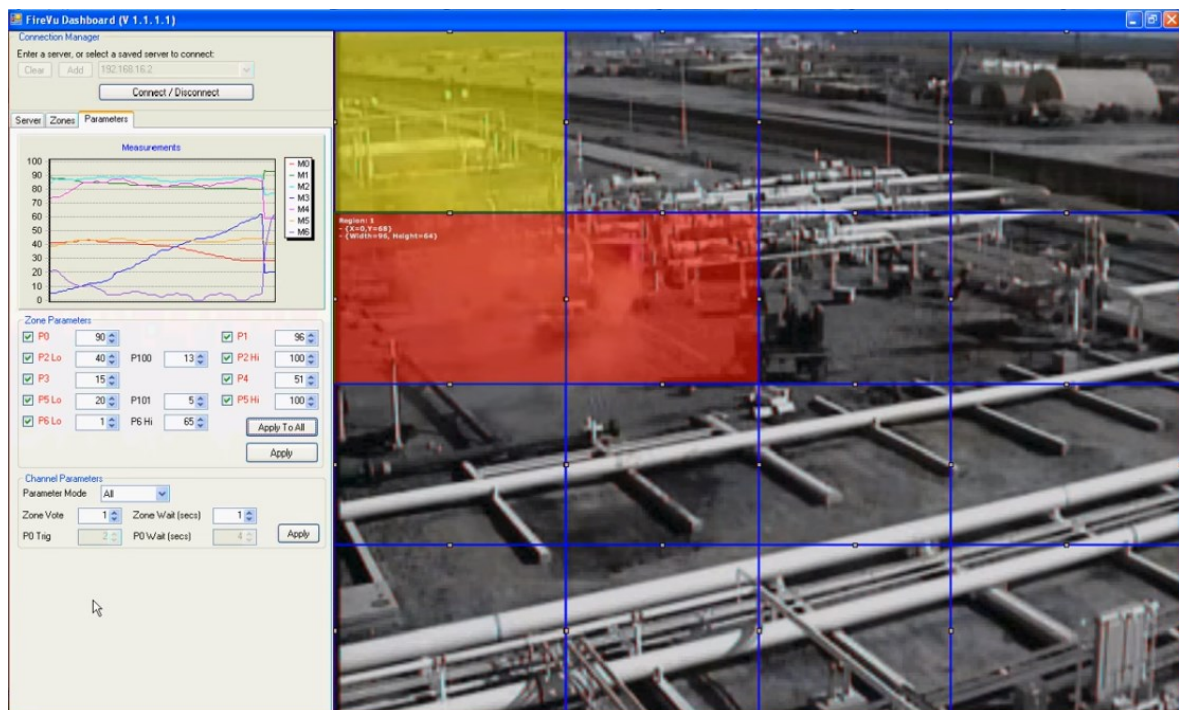 FireVu Dashboard (V 1.1.1.1)
Connection Manager
Enter a server, or select a saved server to connect:
Clear Add 192.168.16.2
Connect / Disconnect
Server Zones Parameters
Measurements
100
90
80
70
60
50
40
30
20
10
0
M0
M1
M2
M3
M4
M5
M6
Zone Parameters
P0 90 P1 96
P2 Lo 40 P100 13 P2 Hi 100
P3 15 P4 51
P5 Lo 20 P101 5 P5 Hi 100
P6 Lo 1 P6 Hi 65 Apply To All
Apply
Channel Parameters
Parameter Mode All
Zone Vote 1 Zone Wait (secs) 1
P0 Trig 2 P0 Wait (secs) 4 Apply
Region: 1
- {X=0,Y=68}
- {Width=96, Height=64}